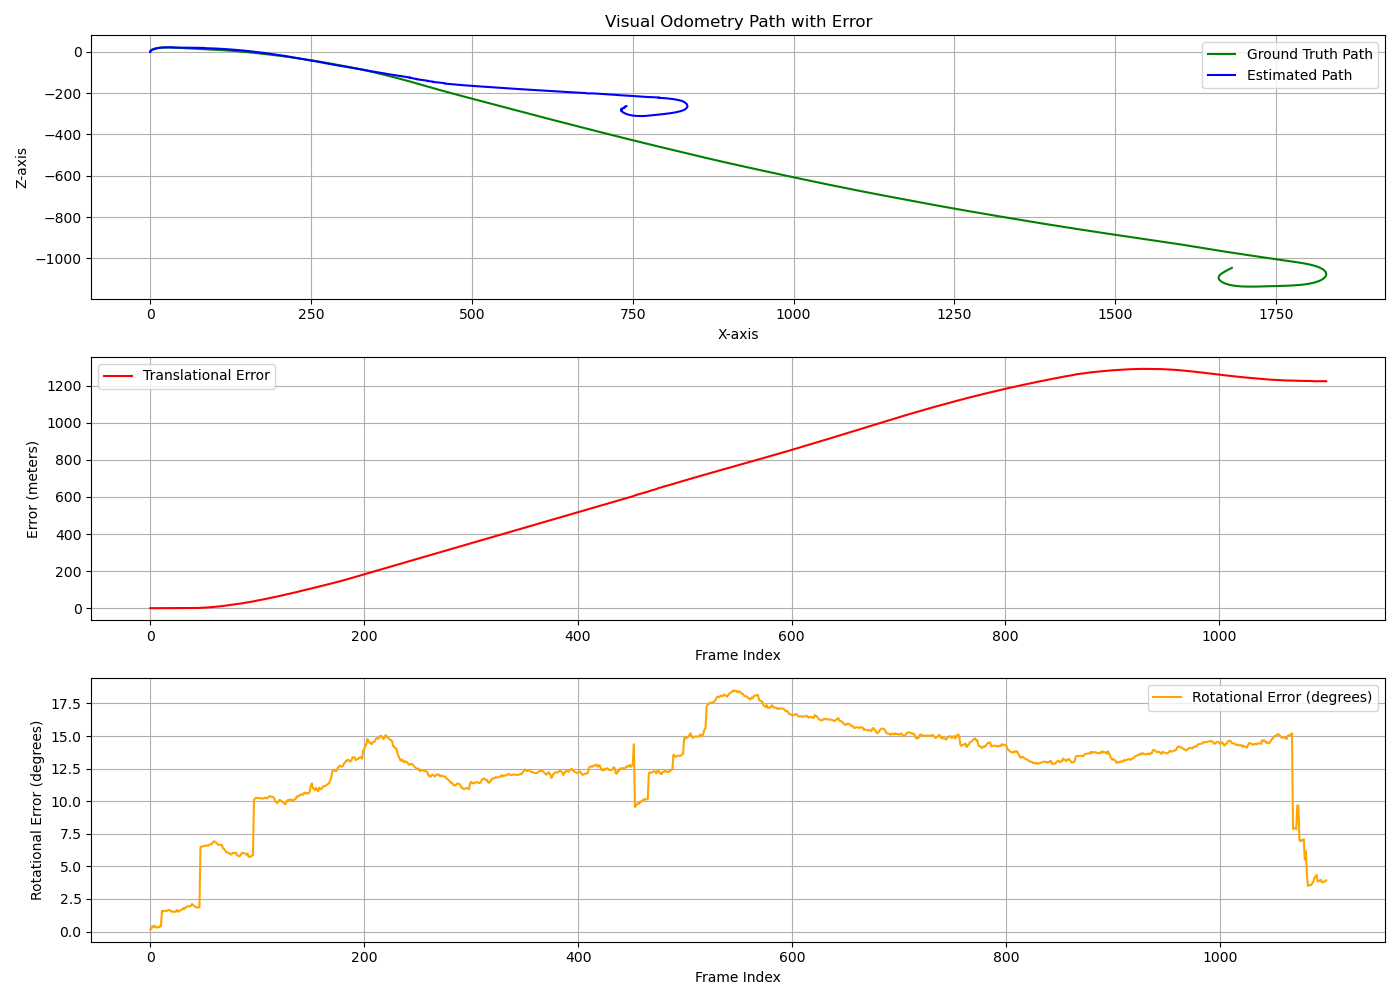 Visual Odometry Path with Error
Z-axis
0
−200
−400
−600
−800
−1000
Ground Truth Path
Estimated Path
0 250 500 750 1000 1250 1500 1750
X-axis
Error (meters)
1200
1000
800
600
400
200
0
Translational Error
0 200 400 600 800 1000
Frame Index
Rotational Error (degrees)
17.5
15.0
12.5
10.0
7.5
5.0
2.5
0.0
Rotational Error (degrees)
0 200 400 600 800 1000
Frame Index